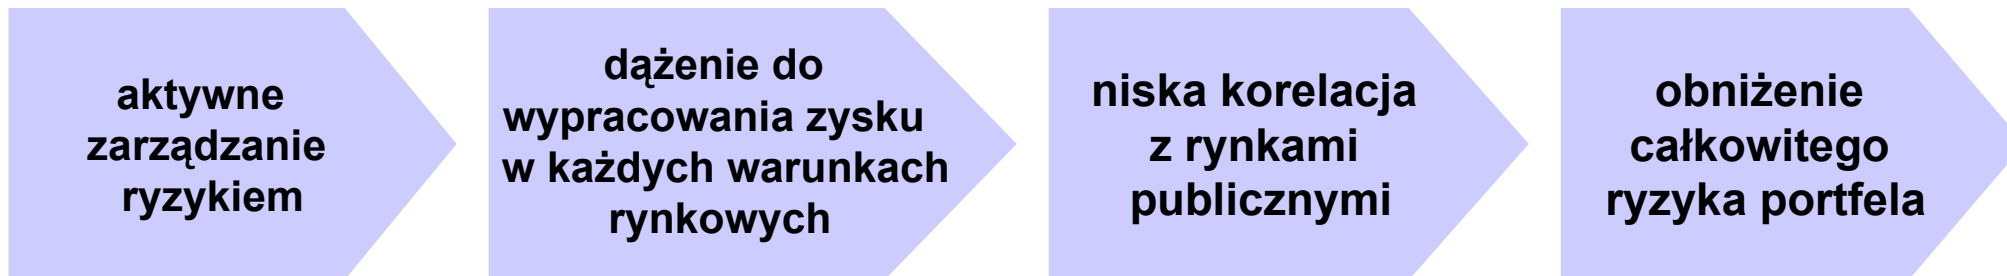 aktywne
zarządzanie
ryzykiem
dążenie do
wypracowania zysku
w każdych warunkach
rynkowych
niska korelacja
z rynkami
publicznymi
obniżenie
całkowitego
ryzyka portfela